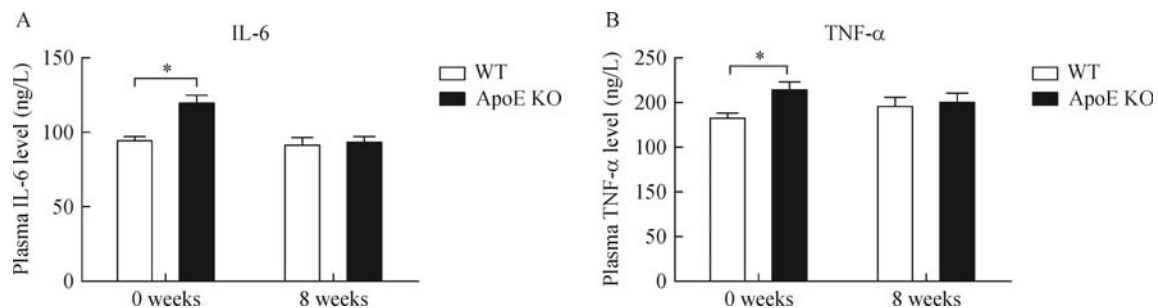 A
IL-6
Plasma IL-6 level (ng/L)
150
100
50
0
*
0 weeks
8 weeks
WT
ApoE KO
B
TNF-α
Plasma TNF-α level (ng/L)
250
200
100
150
50
0
*
0 weeks
8 weeks
WT
ApoE KO